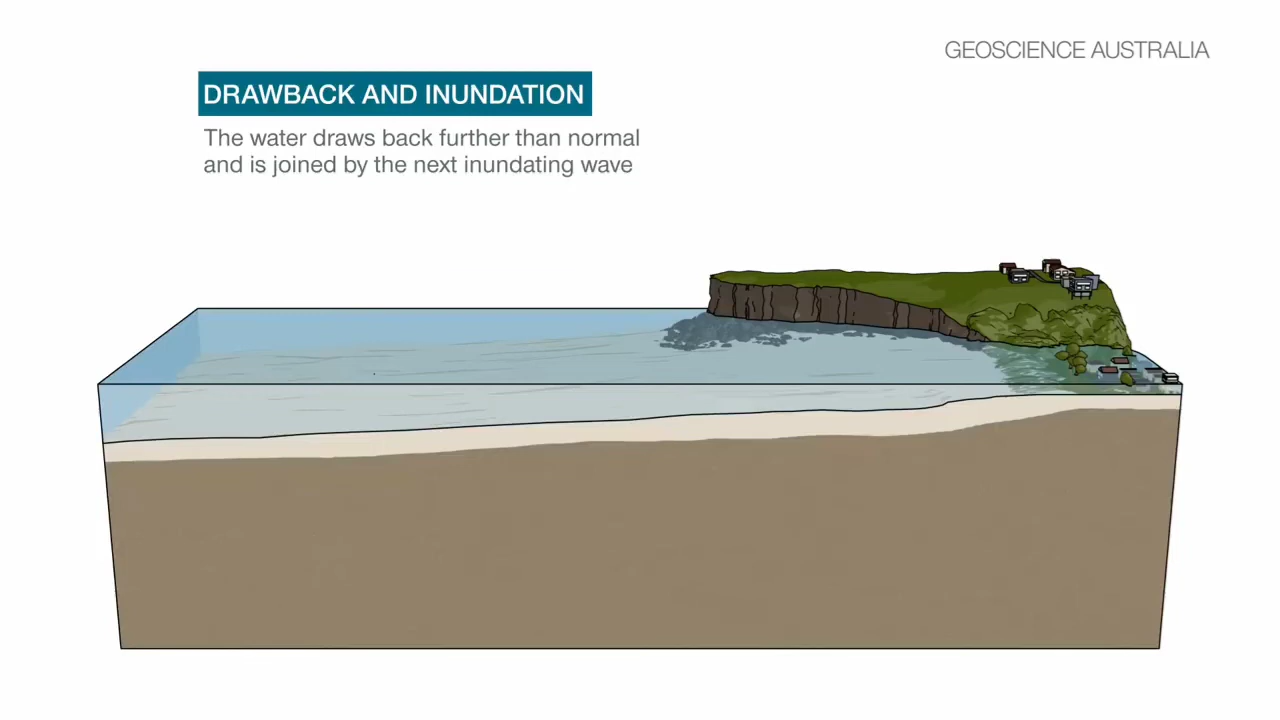 GEOSCIENCE AUSTRALIA
DRAWBACK AND INUNDATION
The water draws back further than normal
and is joined by the next inundating wave